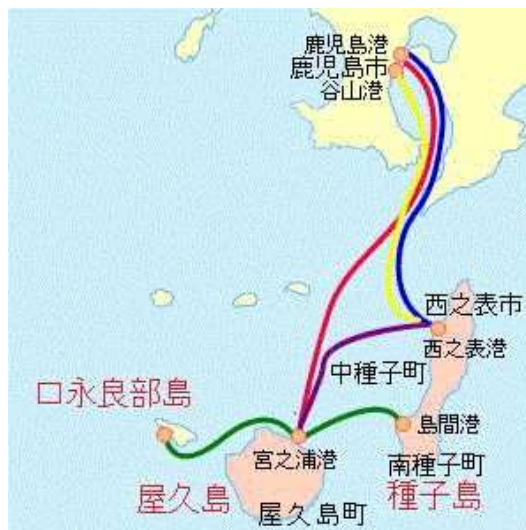 鹿児島港
鹿児島市
谷山港
西之表市
西之表港
中種子町
口永良部島
島間港
宮之浦港
南種子町
屋久島
種子島
屋久島町